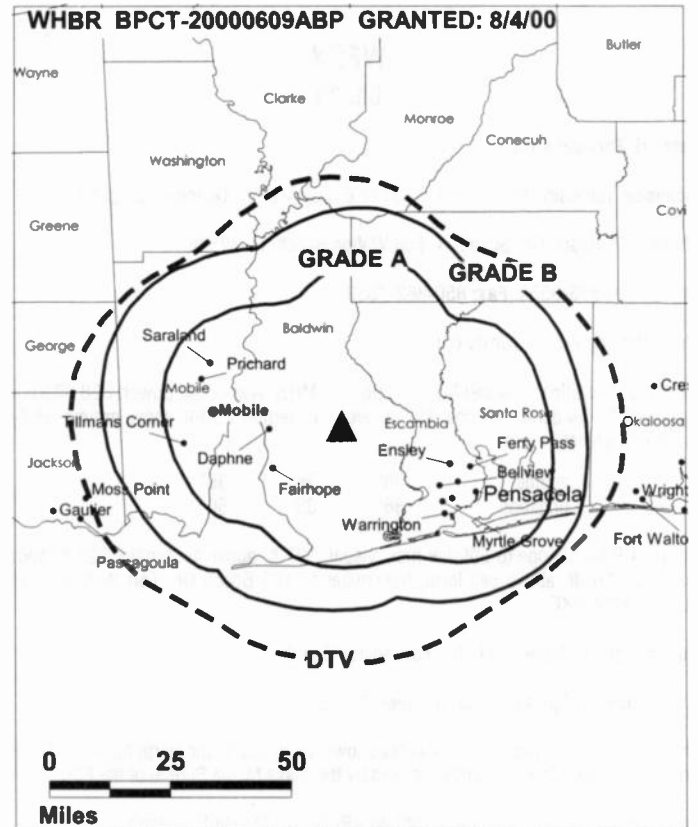 WHBR BPCT-20000609ABP GRANTED: 8/4/00
Butler
Wayne
Clarke
Monroe
Conecuh
Washington
Greene
Covi
GRADE A
GRADE B
Baldwin
George
Saraland
Prichard
Mobile
Mobile
Cre
Santa Rosa
Okaloosa
Tillmans Corner
Escambia
Ensley
Ferry Pass
Daphne
Jackson
Bellview
Fairhope
Moss Point
Pensacola
Wright
Gautier
Warrington
Myrtle Grove
Fort Walto
Pascagoula
DTV
0 25 50
Miles